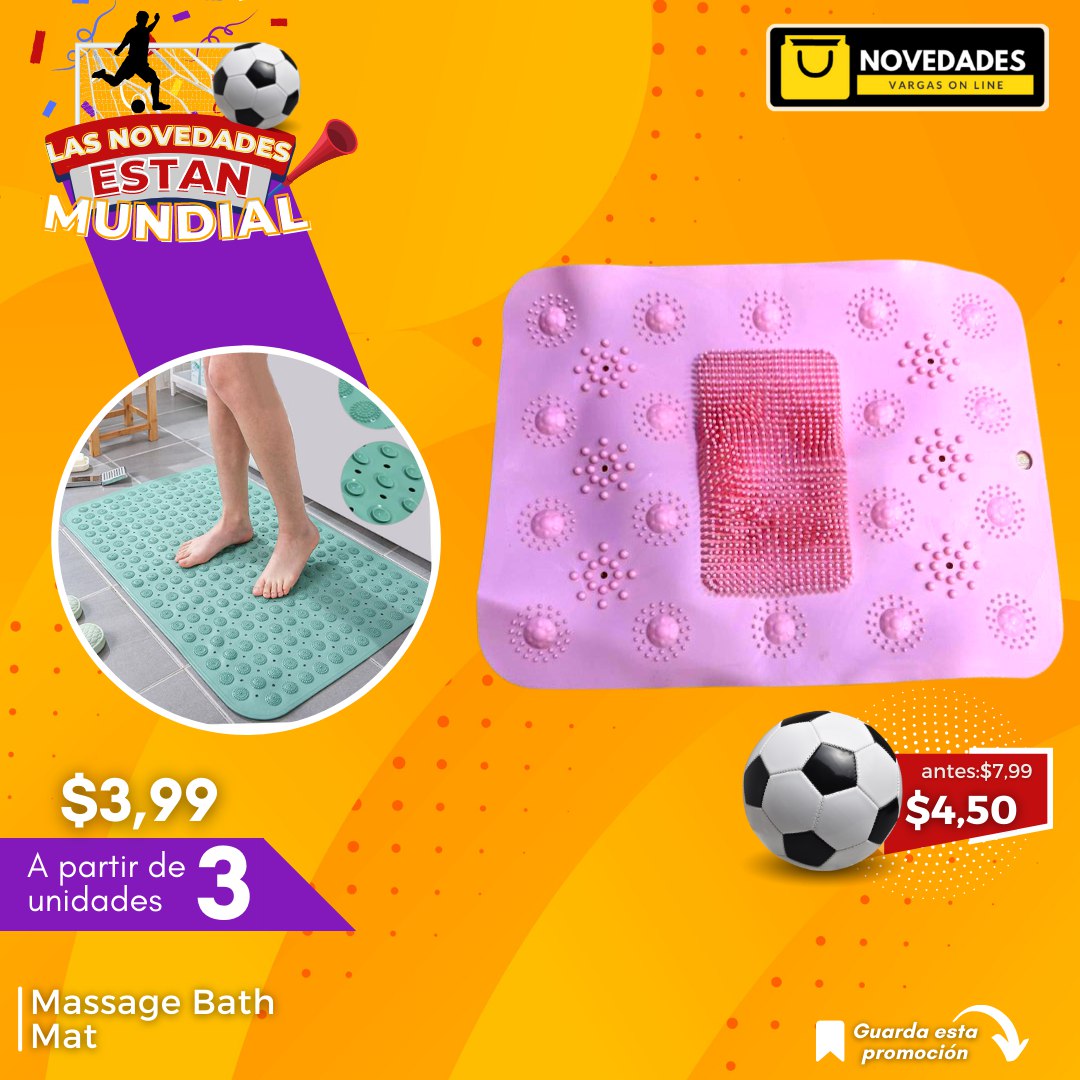 LAS NOVEDADES
ESTAN
MUNDIAL
NOVEDADES
VARGAS ON LINE
$3,99
A partir de
unidades
3
antes:$7,99
$4,50
Massage Bath
Mat
Guarda esta
promoción